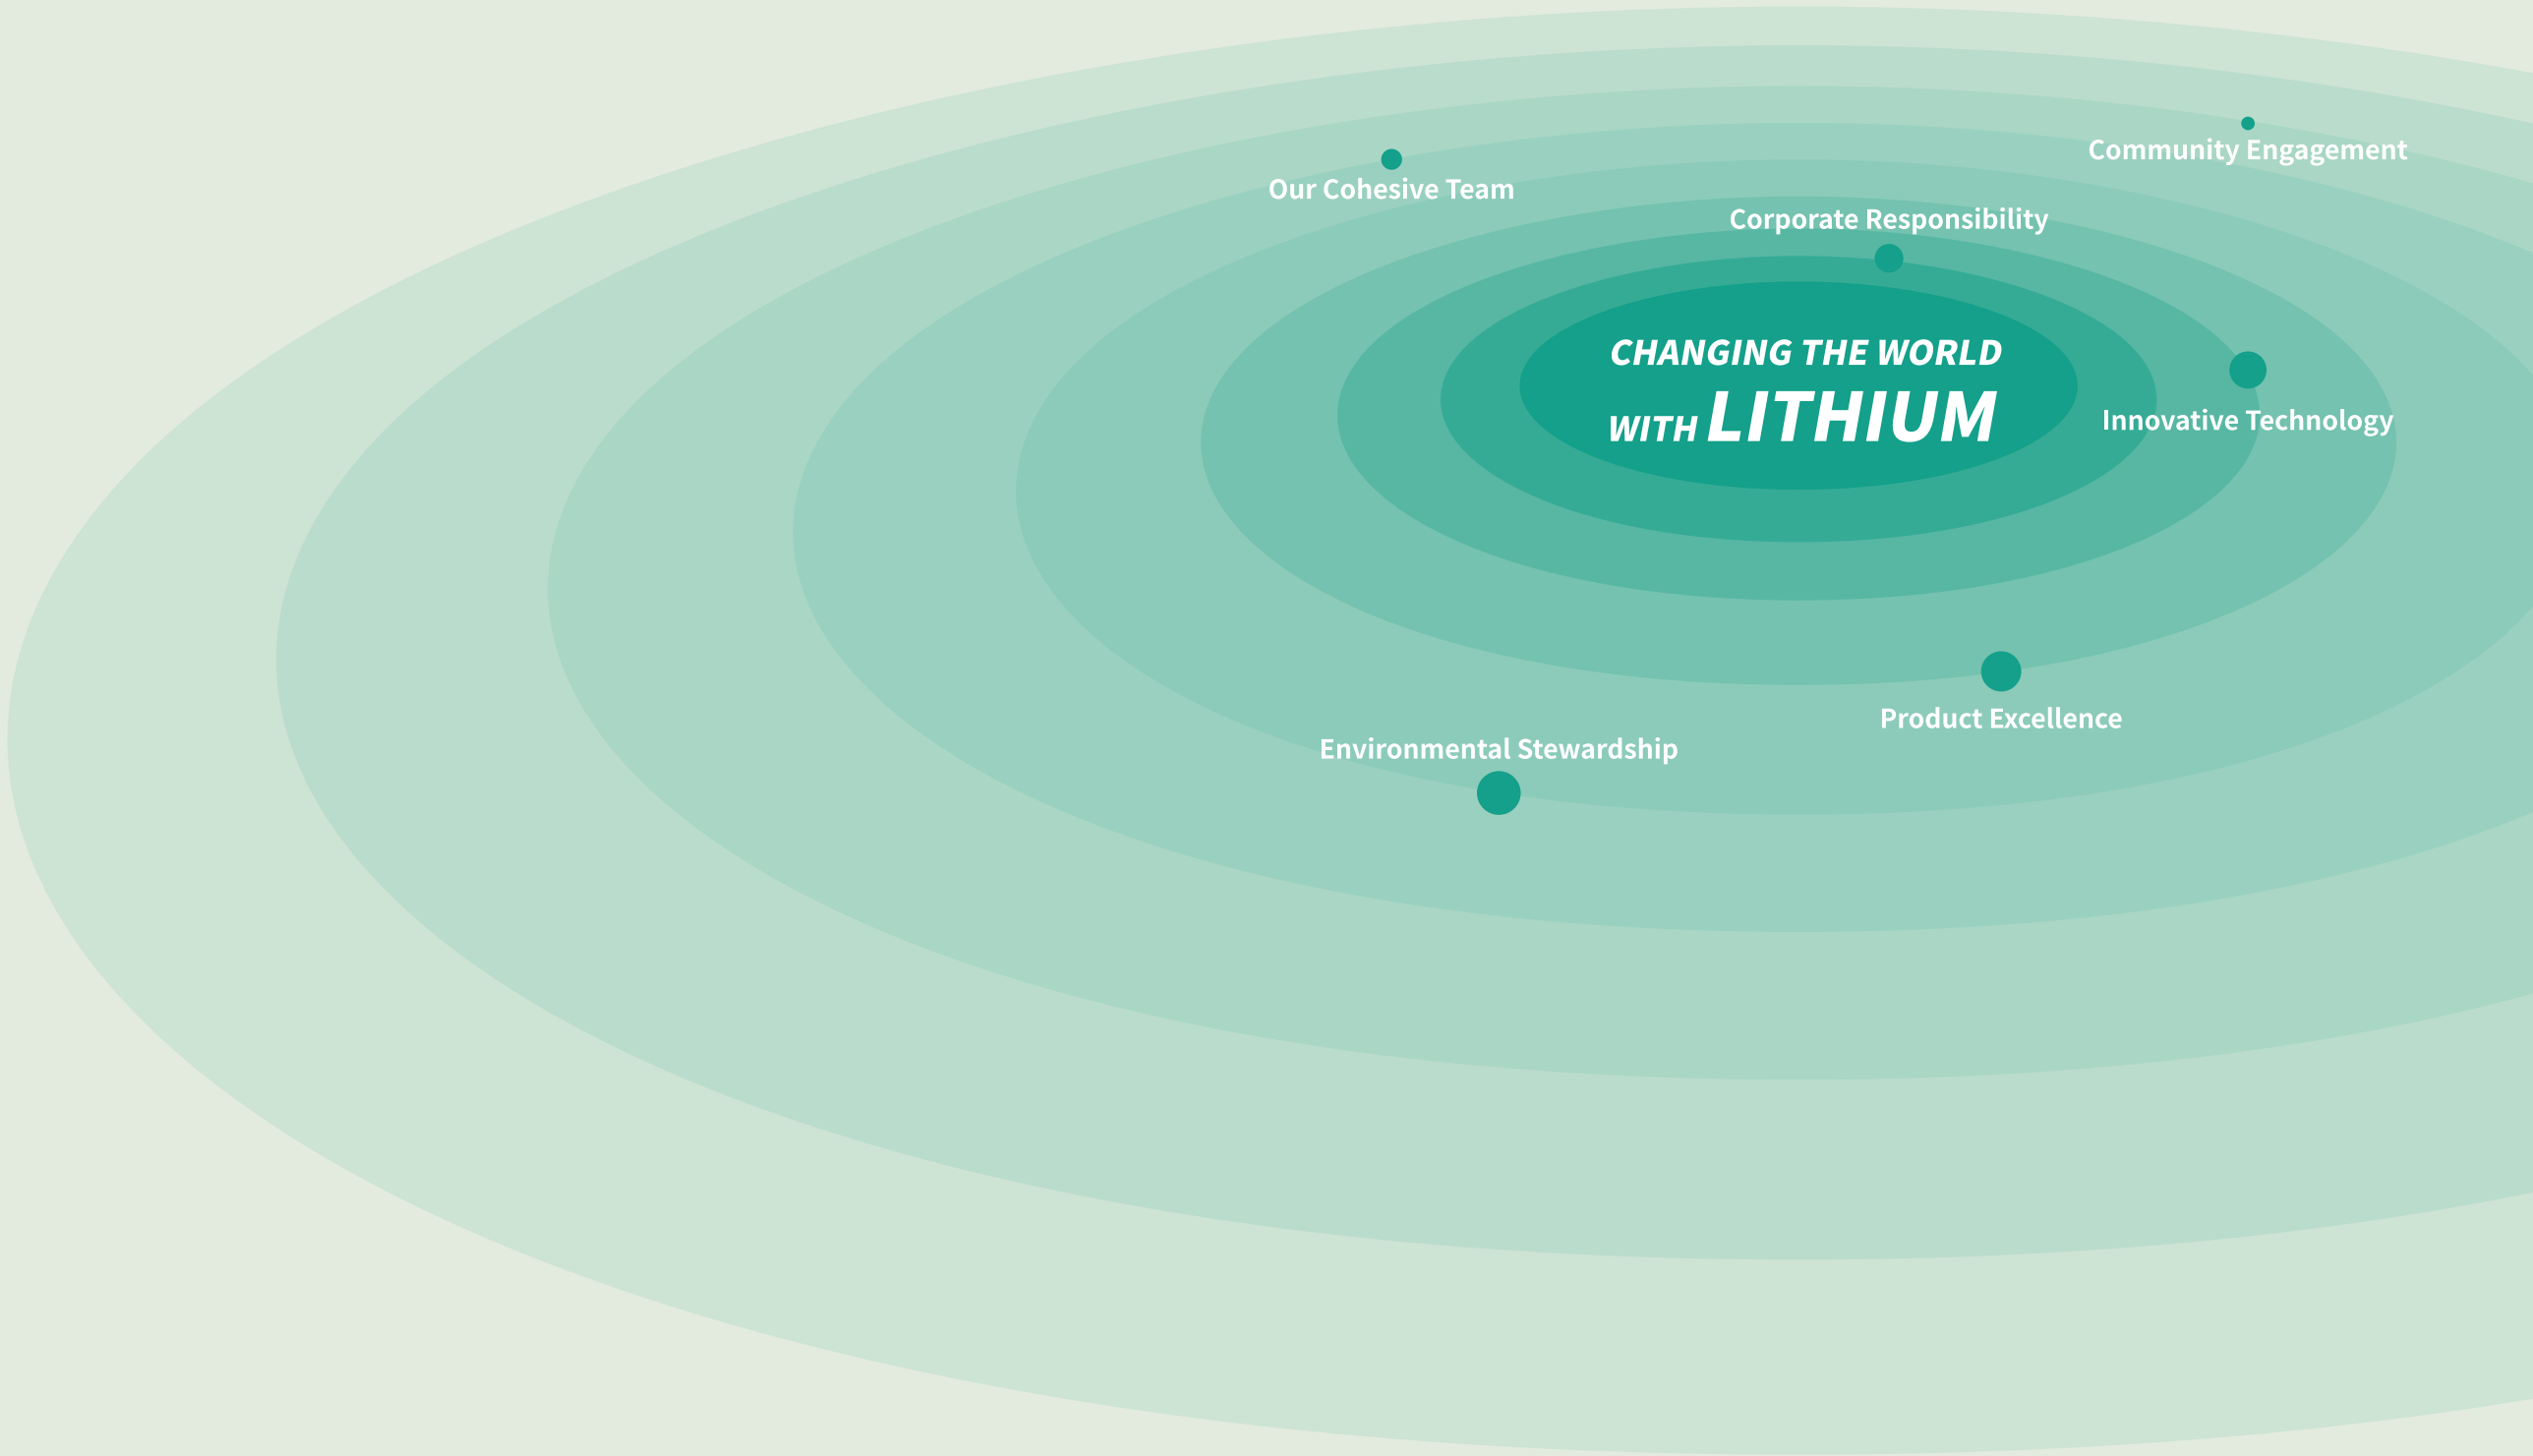 Community Engagement
Our Cohesive Team
Corporate Responsibility
CHANGING THE WORLD
WITH LITHIUM
Innovative Technology
Product Excellence
Environmental Stewardship